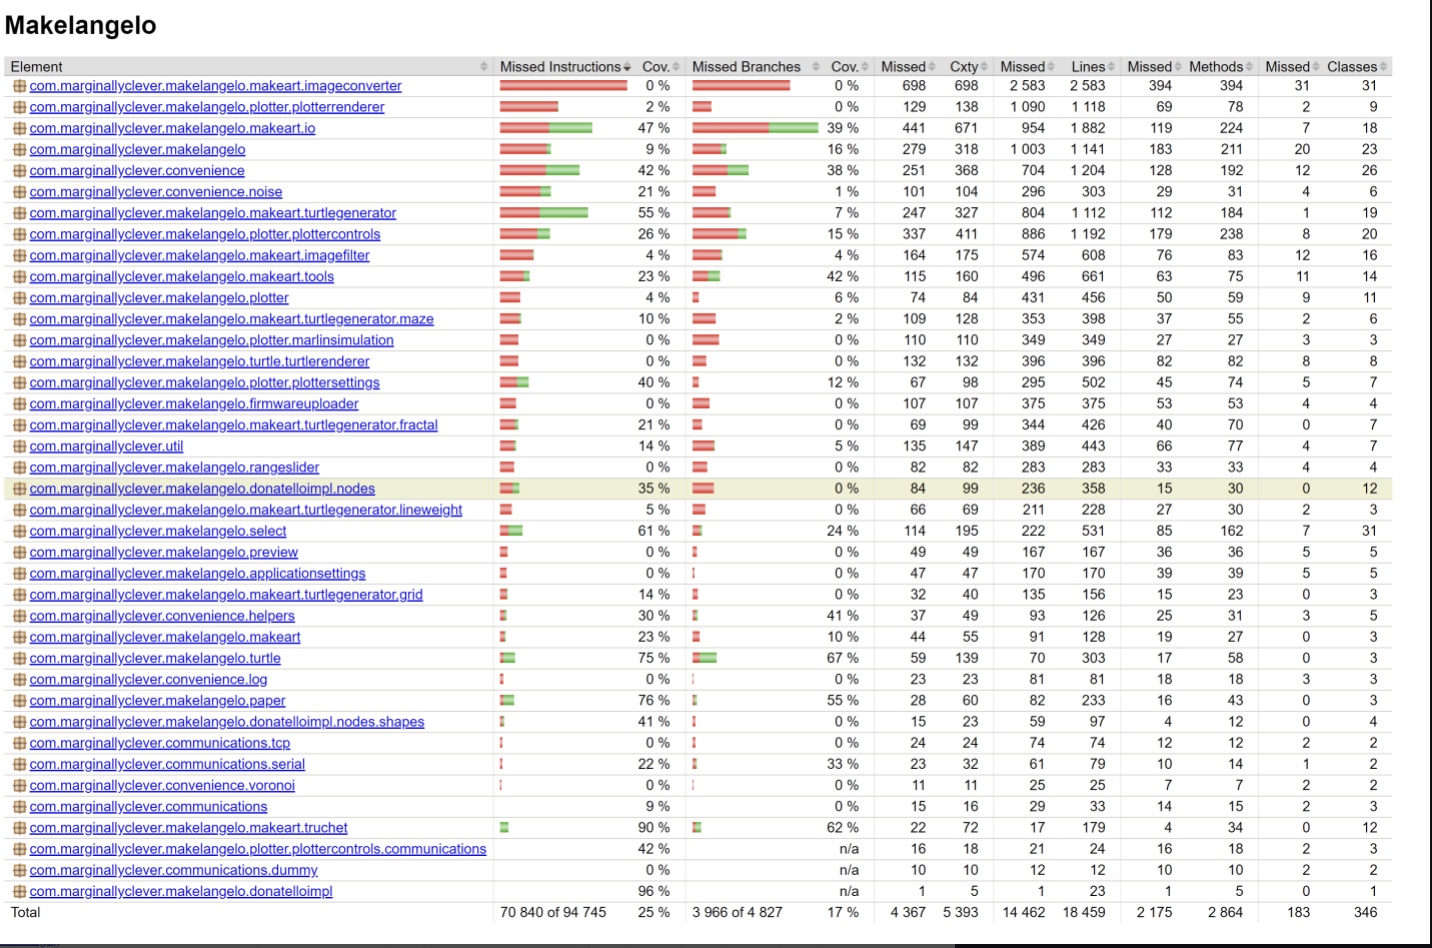 Makelangelo
Element Missed Instructions Cov. Missed Branches Cov. Missed Cxty Missed Lines Missed Methods Missed Classes
com.marginallyclever.makelangelo.makeart.imageconverter 0 % 0 % 698 698 2 583 2 583 394 394 31 31
com.marginallyclever.makelangelo.plotter.plotterrenderer 2 % 0 % 129 138 1 090 1 118 69 78 2 9
com.marginallyclever.makelangelo.makeart.io 47 % 39 % 441 671 954 1 882 119 224 7 18
com.marginallyclever.makelangelo 9 % 16 % 279 318 1 003 1 141 183 211 20 23
com.marginallyclever.convenience 42 % 38 % 251 368 704 1 204 128 192 12 26
com.marginallyclever.convenience.noise 21 % 1 % 101 104 296 303 29 31 4 6
com.marginallyclever.makelangelo.makeart.turtlegenerator 55 % 7 % 247 327 804 1 112 112 184 1 19
com.marginallyclever.makelangelo.plotter.plottercontrols 26 % 15 % 337 411 886 1 192 179 238 8 20
com.marginallyclever.makelangelo.makeart.imagefilter 4 % 4 % 164 175 574 608 76 83 12 16
com.marginallyclever.makelangelo.makeart.tools 23 % 42 % 115 160 496 661 63 75 11 14
com.marginallyclever.makelangelo.plotter 4 % 6 % 74 84 431 456 50 59 9 11
com.marginallyclever.makelangelo.makeart.turtlegenerator.maze 10 % 2 % 109 128 353 398 37 55 2 6
com.marginallyclever.makelangelo.plotter.marlinsimulation 0 % 0 % 110 110 349 349 27 27 3 3
com.marginallyclever.makelangelo.turtle.turtlerenderer 0 % 0 % 132 132 396 396 82 82 8 8
com.marginallyclever.makelangelo.plotter.plottersettings 40 % 12 % 67 98 295 502 45 74 5 7
com.marginallyclever.makelangelo.firmwareuploader 0 % 0 % 107 107 375 375 53 53 4 4
com.marginallyclever.makelangelo.makeart.turtlegenerator.fractal 21 % 0 % 69 99 344 426 40 70 0 7
com.marginallyclever.util 14 % 5 % 135 147 389 443 66 77 4 7
com.marginallyclever.makelangelo.rangeslider 0 % 0 % 82 82 283 283 33 33 4 4
com.marginallyclever.makelangelo.donatelloimpl.nodes 35 % 0 % 84 99 236 358 15 30 0 12
com.marginallyclever.makelangelo.makeart.turtlegenerator.lineweight 5 % 0 % 66 69 211 228 27 30 2 3
com.marginallyclever.makelangelo.select 61 % 24 % 114 195 222 531 85 162 7 31
com.marginallyclever.makelangelo.preview 0 % 0 % 49 49 167 167 36 36 5 5
com.marginallyclever.makelangelo.applicationsettings 0 % 0 % 47 47 170 170 39 39 5 5
com.marginallyclever.makelangelo.makeart.turtlegenerator.grid 14 % 0 % 32 40 135 156 15 23 0 3
com.marginallyclever.convenience.helpers 30 % 41 % 37 49 93 126 25 31 3 5
com.marginallyclever.makelangelo.makeart 23 % 10 % 44 55 91 128 19 27 0 3
com.marginallyclever.makelangelo.turtle 75 % 67 % 59 139 70 303 17 58 0 3
com.marginallyclever.convenience.log 0 % 0 % 23 23 81 81 18 18 3 3
com.marginallyclever.makelangelo.paper 76 % 55 % 28 60 82 233 16 43 0 3
com.marginallyclever.makelangelo.donatelloimpl.nodes.shapes 41 % 0 % 15 23 59 97 4 12 0 4
com.marginallyclever.communications.tcp 0 % 0 % 24 24 74 74 12 12 2 2
com.marginallyclever.communications.serial 22 % 33 % 23 32 61 79 10 14 1 2
com.marginallyclever.convenience.voronoi 0 % 0 % 11 11 25 25 7 7 2 2
com.marginallyclever.communications 9 % 0 % 15 16 29 33 14 15 2 3
com.marginallyclever.makelangelo.makeart.truchet 90 % 62 % 22 72 17 179 4 34 0 12
com.marginallyclever.makelangelo.plotter.plottercontrols.communications 42 % n/a 16 18 21 24 16 18 2 3
com.marginallyclever.communications.dummy 0 % n/a 10 10 12 12 10 10 2 2
com.marginallyclever.makelangelo.donatelloimpl 96 % n/a 1 5 1 23 1 5 0 1
Total 70 840 of 94 745 25 % 3 966 of 4 827 17 % 4 367 5 393 14 462 18 459 2 175 2 864 183 346